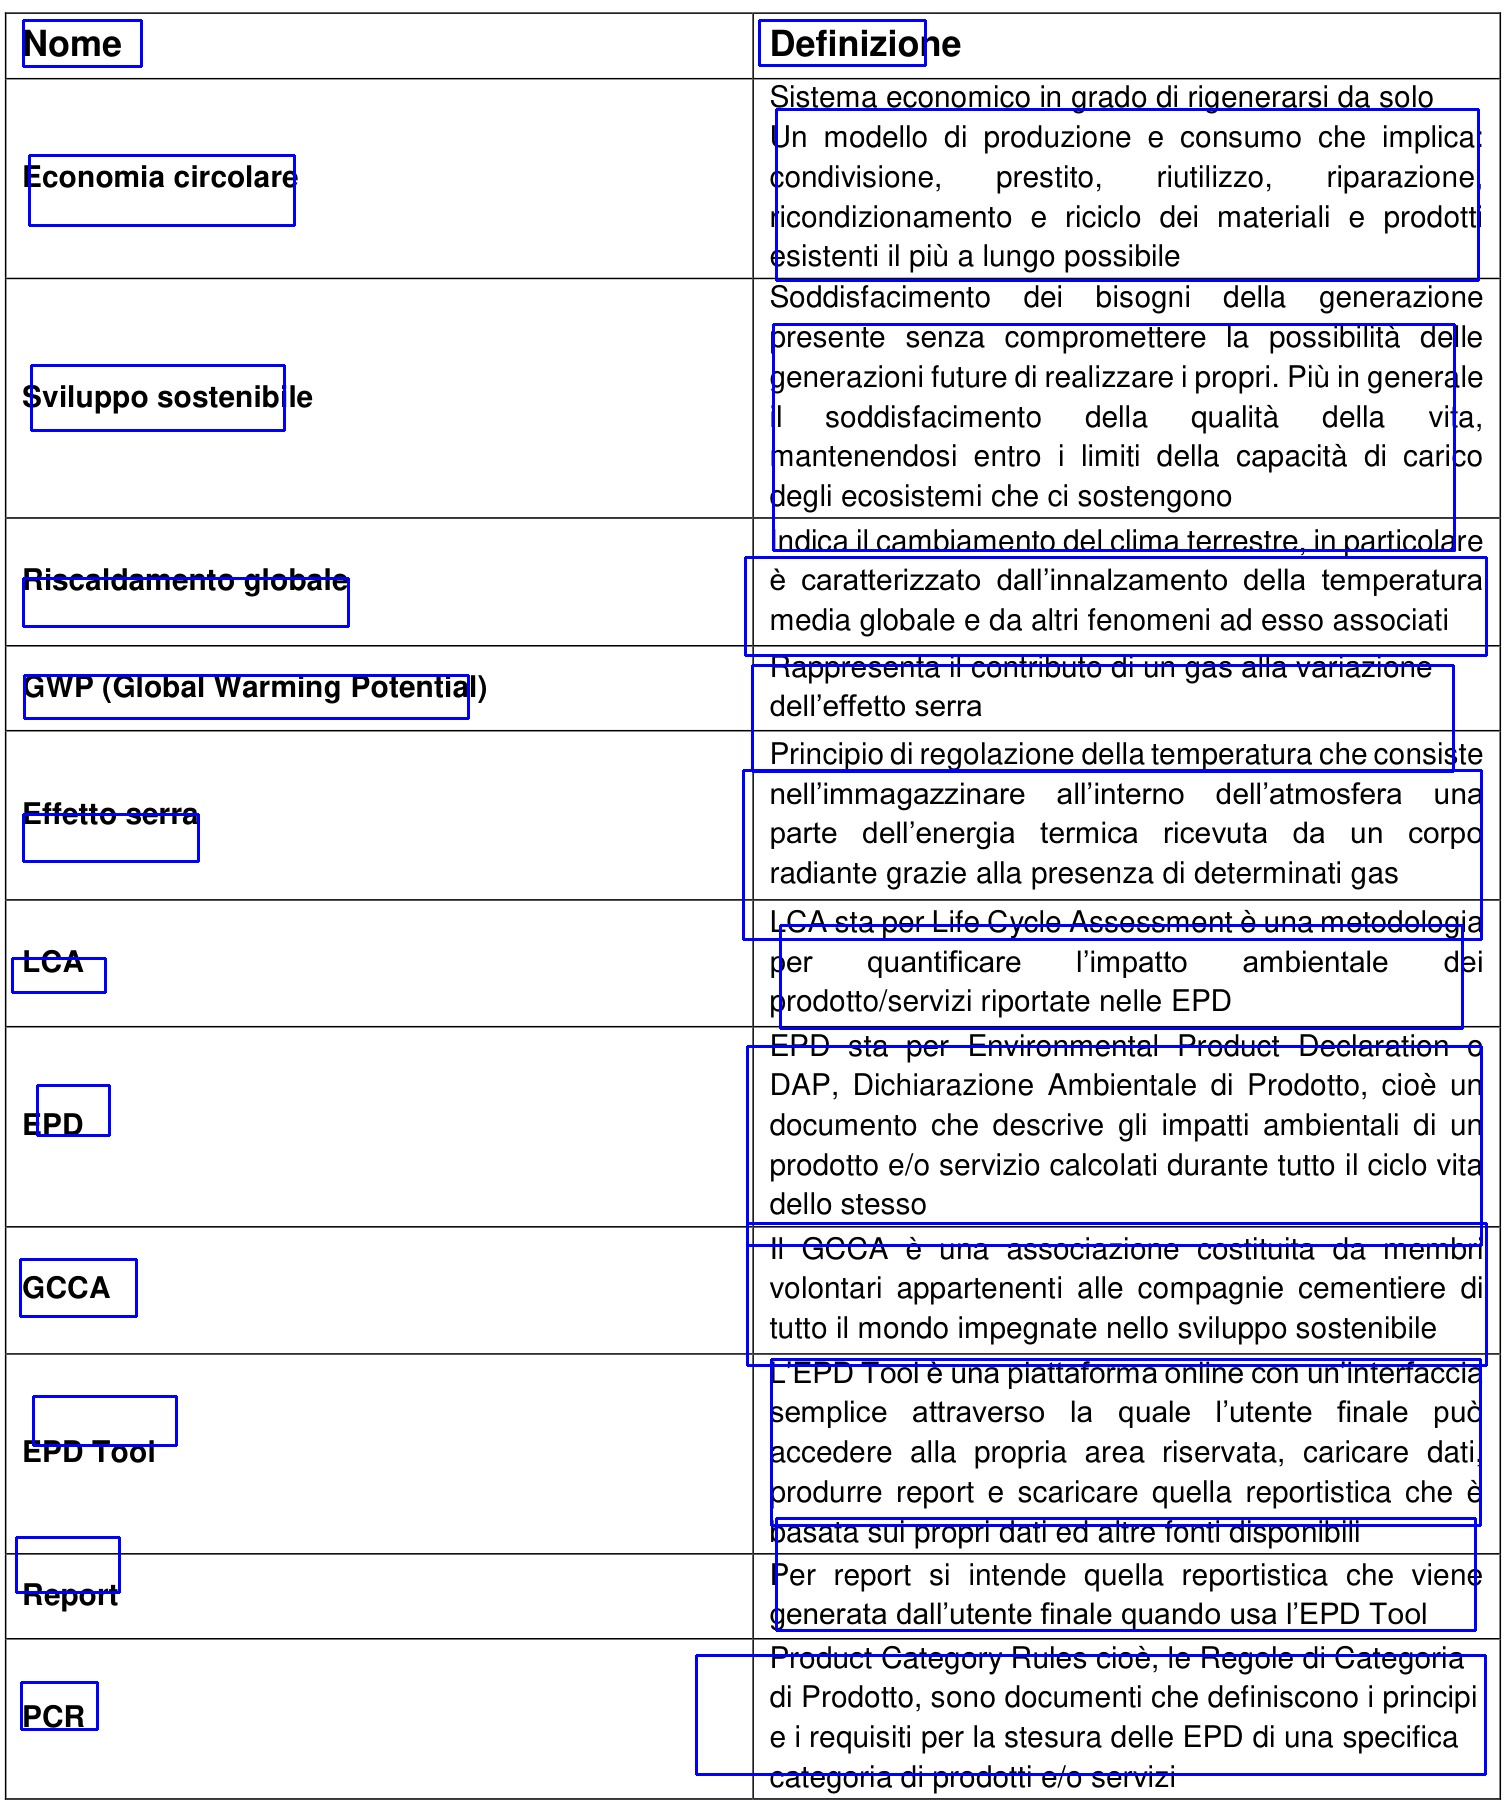 Nome
Definizione
Economia circolare
Sistema economico in grado di rigenerarsi da solo
Un modello di produzione e consumo che implica:
condivisione, prestito, riutilizzo, riparazione,
ricondizionamento e riciclo dei materiali e prodotti
esistenti il più a lungo possibile
Sviluppo sostenibile
Soddisfacimento dei bisogni della generazione
presente senza compromettere la possibilità delle
generazioni future di realizzare i propri. Più in generale
il soddisfacimento della qualità della vita,
mantenendosi entro i limiti della capacità di carico
degli ecosistemi che ci sostengono
Riscaldamento globale
Indica il cambiamento del clima terrestre, in particolare
è caratterizzato dall’innalzamento della temperatura
media globale e da altri fenomeni ad esso associati
GWP (Global Warming Potential)
Rappresenta il contributo di un gas alla variazione
dell’effetto serra
Effetto serra
Principio di regolazione della temperatura che consiste
nell’immagazzinare all’interno dell’atmosfera una
parte dell’energia termica ricevuta da un corpo
radiante grazie alla presenza di determinati gas
LCA
LCA sta per Life Cycle Assessment è una metodologia
per quantificare l’impatto ambientale dei
prodotto/servizi riportate nelle EPD
EPD
EPD sta per Environmental Product Declaration o
DAP, Dichiarazione Ambientale di Prodotto, cioè un
documento che descrive gli impatti ambientali di un
prodotto e/o servizio calcolati durante tutto il ciclo vita
dello stesso
GCCA
Il GCCA è una associazione costituita da membri
volontari appartenenti alle compagnie cementiere di
tutto il mondo impegnate nello sviluppo sostenibile
EPD Tool
L’EPD Tool è una piattaforma online con un’interfaccia
semplice attraverso la quale l’utente finale può
accedere alla propria area riservata, caricare dati,
produrre report e scaricare quella reportistica che è
basata sui propri dati ed altre fonti disponibili
Report
Per report si intende quella reportistica che viene
generata dall’utente finale quando usa l’EPD Tool
PCR
Product Category Rules cioè, le Regole di Categoria
di Prodotto, sono documenti che definiscono i principi
e i requisiti per la stesura delle EPD di una specifica
categoria di prodotti e/o servizi